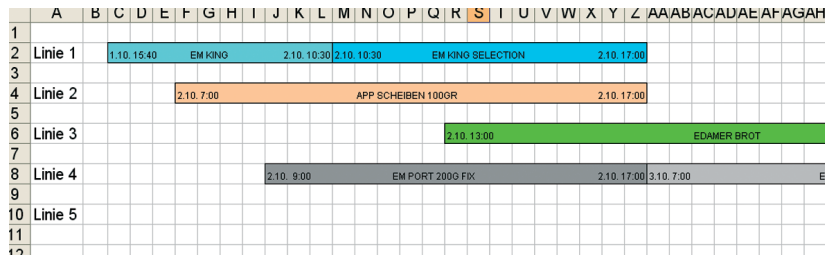 A B C D E F G H I J K L M N O P Q R S T U V W X Y Z AA AB AC AD AE AF AG AH
1
2 Linie 1 1.10. 15:40 EM KING 2.10. 10:30 2.10. 10:30 EM KING SELECTION 2.10. 17:00
3
4 Linie 2 2.10. 7:00 APP SCHEIBEN 100GR 2.10. 17:00
5
6 Linie 3 2.10. 13:00 EDAMER BROT
7
8 Linie 4 2.10. 9:00 EM PORT 200G FIX 2.10. 17:00 3.10. 7:00 E
9
10 Linie 5
11
12